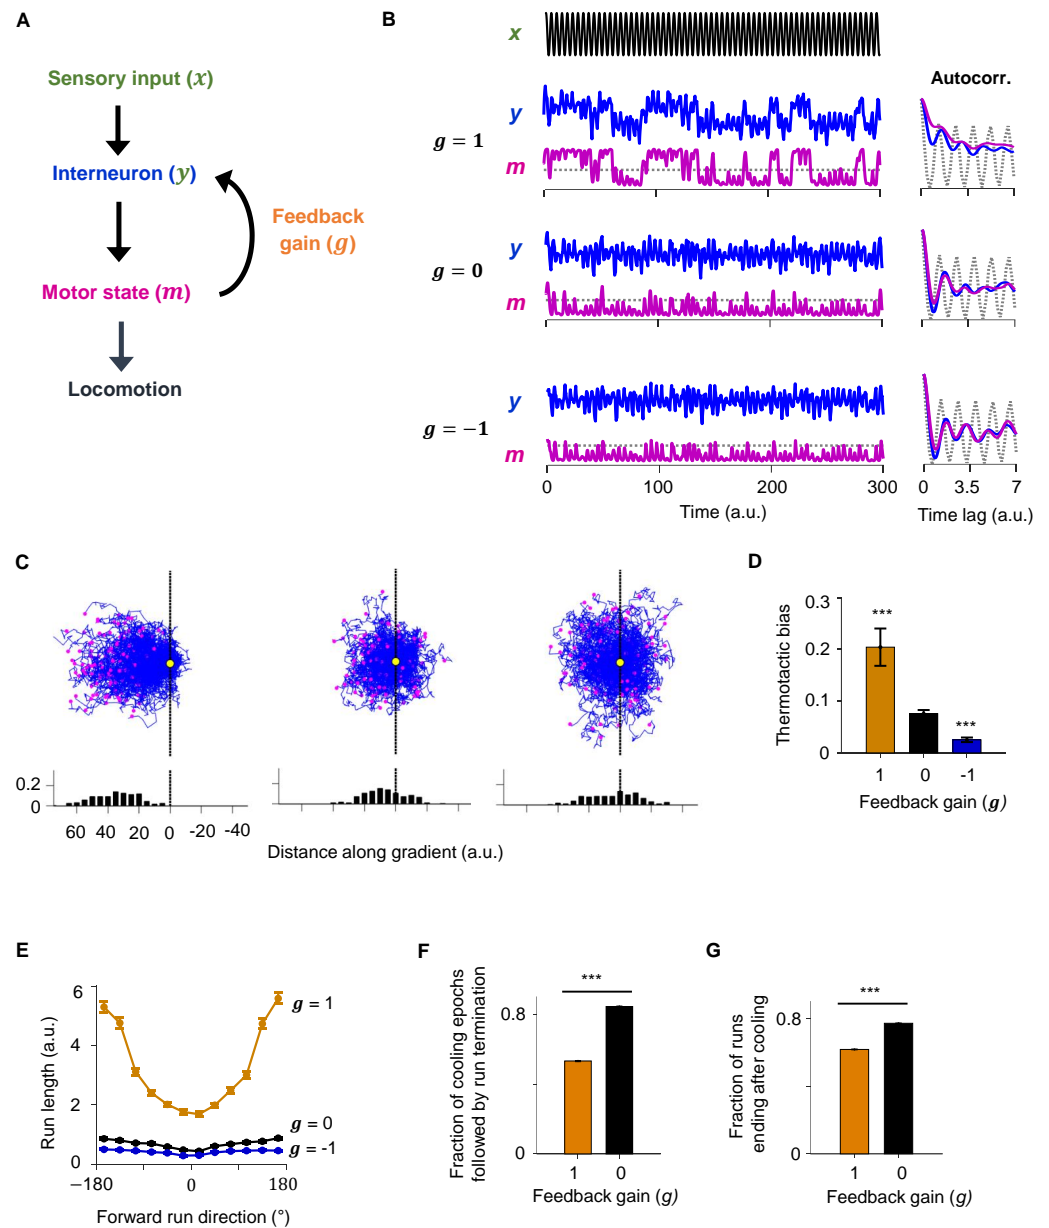 A
Sensory input (x)
Interneuron (y)
Feedback
gain (g)
Motor state (m)
Locomotion
B
x
Autocorr.
y
g = 1
m
y
g = 0
m
y
g = −1
m
0 100 200 300
Time (a.u.)
0 3.5 7
Time lag (a.u.)
C
0.2
0
60 40 20 0 -20 -40
Distance along gradient (a.u.)
D
Thermotactic bias
0.3
0.2
0.1
0
***
***
1 0 -1
Feedback gain (g)
E
Run length (a.u.)
6
4
2
0
g = 1
g = 0
g = -1
−180 0 180
Forward run direction (°)
F
Fraction of cooling epochs
followed by run termination
***
0.8
0
1 0
Feedback gain (g)
G
Fraction of runs
ending after cooling
***
0.8
0
1 0
Feedback gain (g)